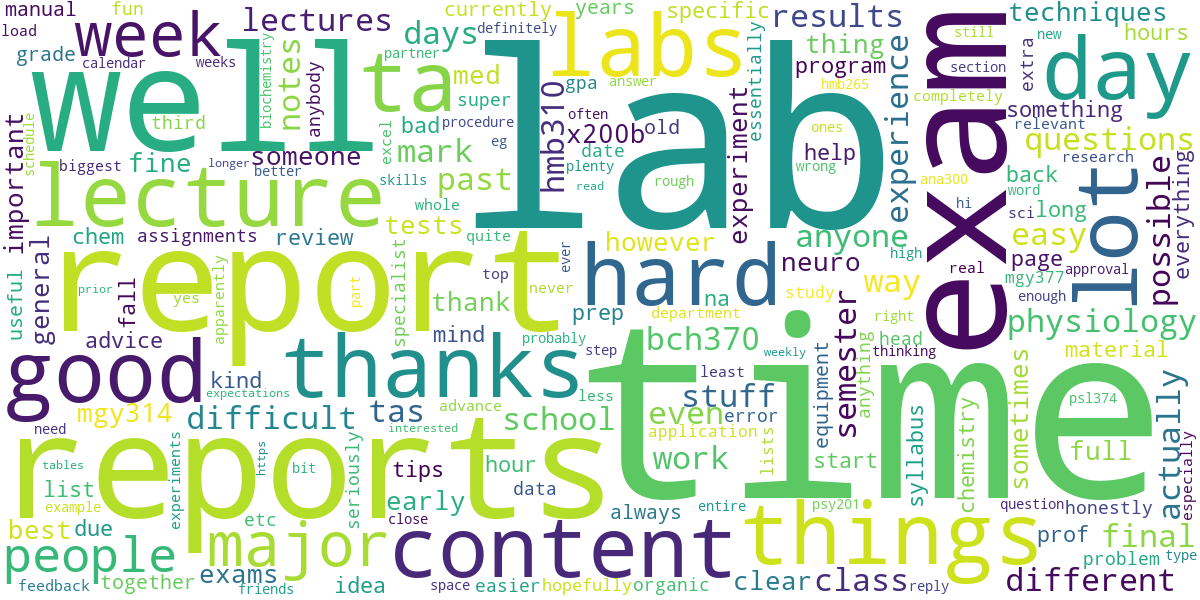 manual
fun
lectures
currently
years
specific
results
techniques
load
week
days
labs
thing
hours
grade
calendar
weeks
biochemistry
notes
anybody
partner
definitely
med
gpa
answer
program
hmb265
still
new
section
extra
day
well
ta
lab
exam
third
super
essentially
experience
completely
something
relevant
important
schedule
bad
procedure
often
x200b
old
date
help
ones
questions
biggest
fine
someone
longer
better
excel
mark
eg
plenty
hmb310
experiment
wrong
research
skills
past
read
rough
ana300
back
word
possible
everything
lecture
whole
hi
sci
long
lot
chem
assignments
review
tests
quite
however
anyone
high
easy
page
general
useful
fall
prior
yes
apparently
report
part
specialist
top
ever
never
hard
na
neuro
way
real
mgy377
approval
enough
thank
prep
study
department
semester
right
physiology
advice
mind
probably
step
bch370
head
thinking
material
good
kind
expectations
thanks
least
weekly
time
less
stuff
equipment
anything
sometimes
psl374
actually
especially
mgy314
difficult
tas
advance
interested
school
even
error
application
lists
syllabus
chemistry
full
need
tables
example
list
experiments
https
bit
seriously
reports
tips
hour
data
work
start
early
best
due
etc
close
always
entire
psy201
question
honestly
people
together
major
content
things
prof
final
problem
type
feedback
exams
friends
idea
space
easier
hopefully
organic
clear
class
reply
different